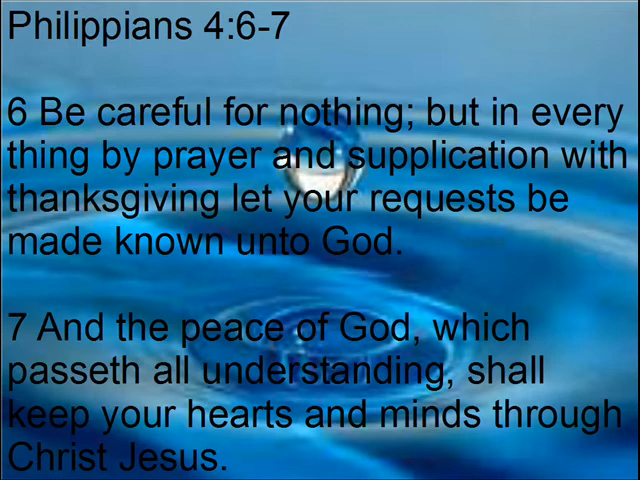 Philippians 4:6-7
6 Be careful for nothing; but in every
thing by prayer and supplication with
thanksgiving let your requests be
made known unto God.
7 And the peace of God, which
passeth all understanding, shall
keep your hearts and minds through
Christ Jesus.